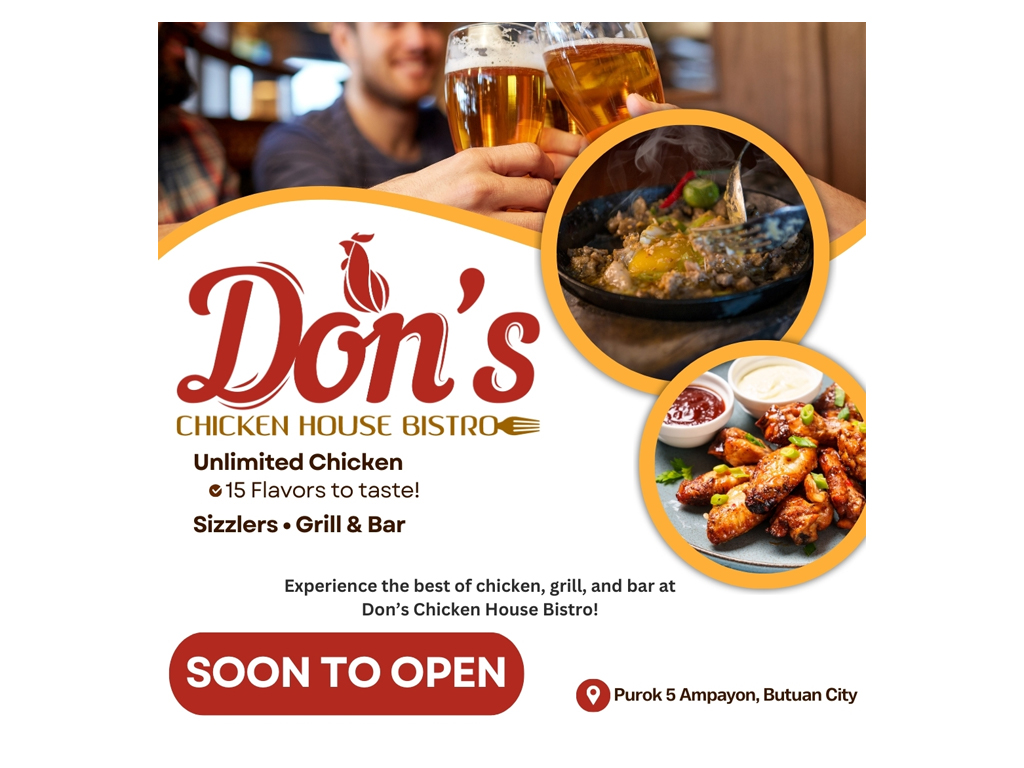 Don's
CHICKEN HOUSE BISTRO
Unlimited Chicken
15 Flavors to taste!
Sizzlers • Grill & Bar
Experience the best of chicken, grill, and bar at
Don's Chicken House Bistro!
SOON TO OPEN
Purok 5 Ampayon, Butuan City